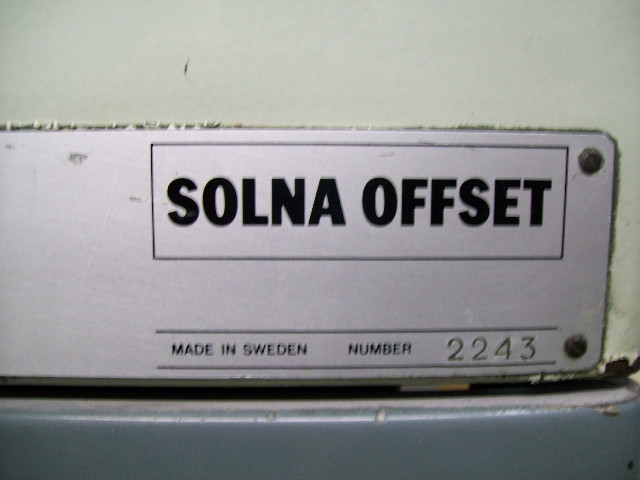 SOLNA OFFSET
MADE IN SWEDEN NUMBER 2243